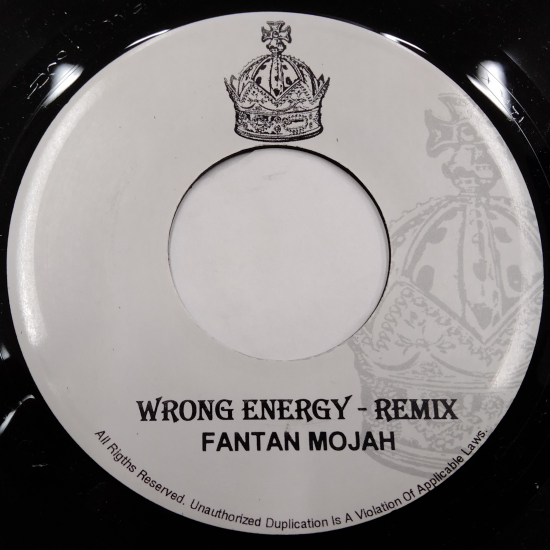 WRONG ENERGY - REMIX
FANTAN MOJAH
All Rigths Reserved. Unauthorized Duplication Is A Violation Of Applicable Laws.